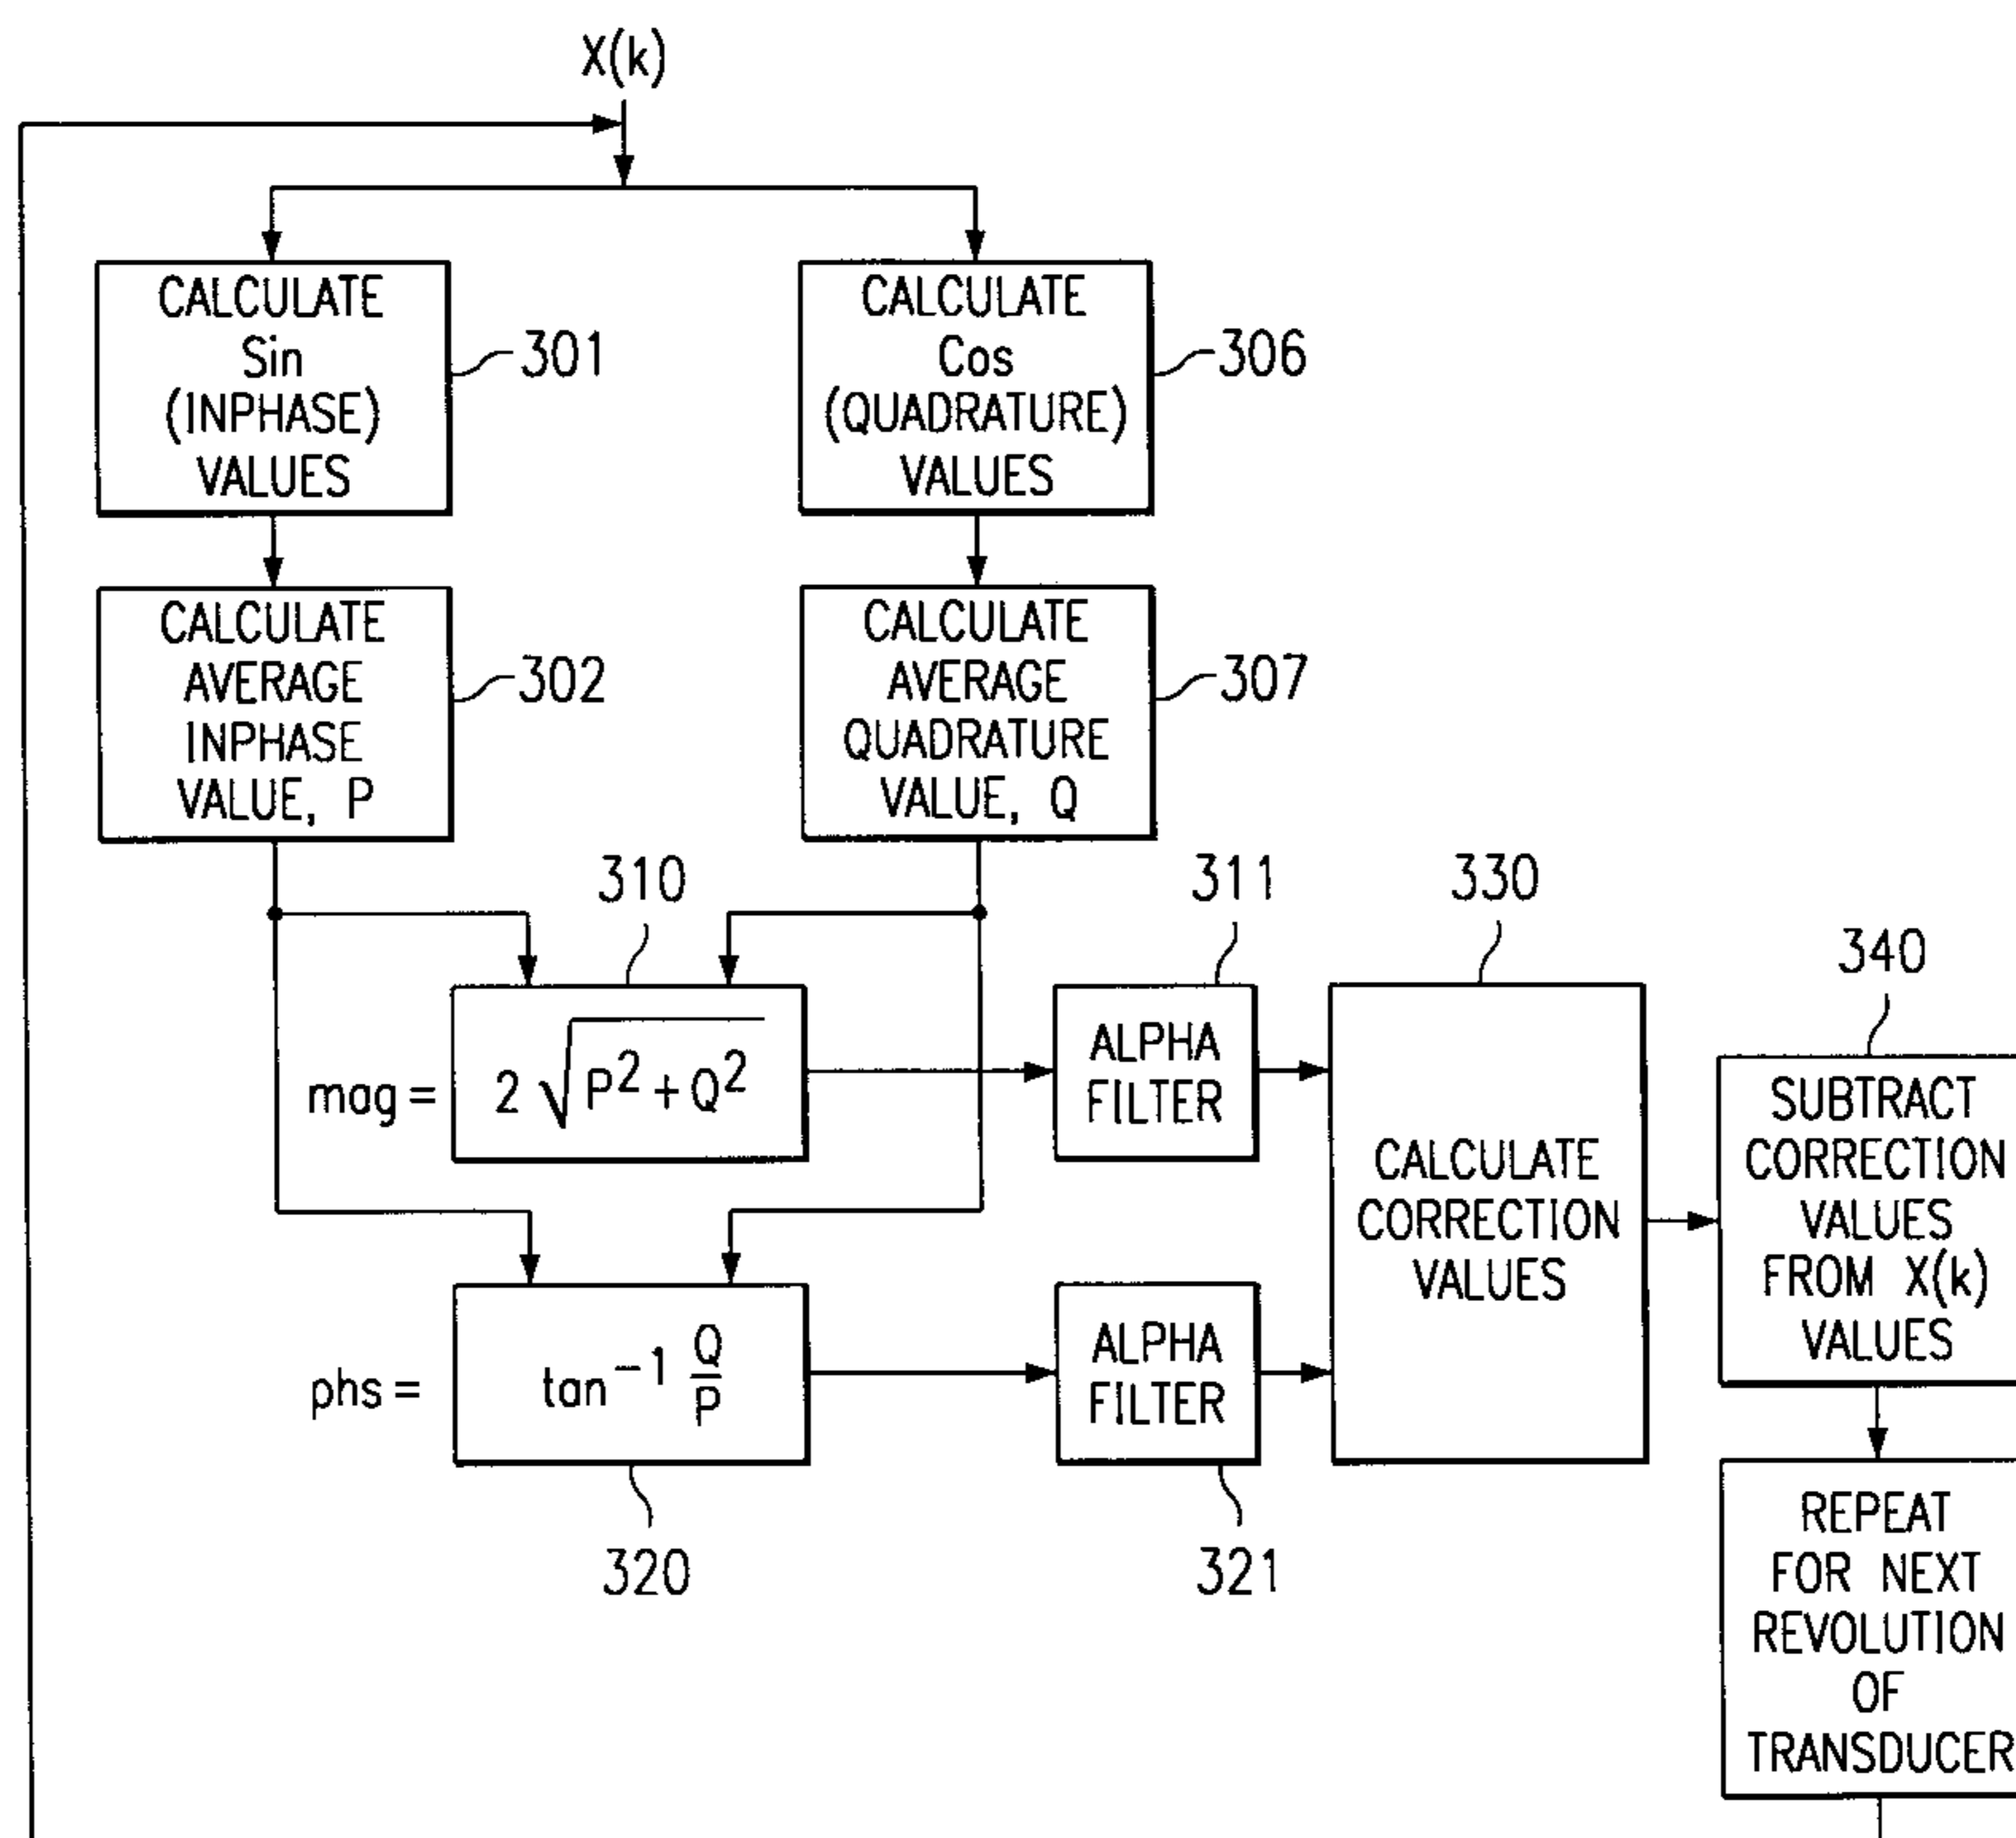 X(k)
CALCULATE
Sin
(INPHASE)
VALUES
301
CALCULATE
Cos
(QUADRATURE)
VALUES
306
CALCULATE
AVERAGE
INPHASE
VALUE, P
302
CALCULATE
AVERAGE
QUADRATURE
VALUE, Q
307
310
mag = 2 √P² + Q²
311
ALPHA
FILTER
330
CALCULATE
CORRECTION
VALUES
340
SUBTRACT
CORRECTION
VALUES
FROM X(k)
VALUES
phs = tan⁻¹ Q/P
320
ALPHA
FILTER
321
REPEAT
FOR NEXT
REVOLUTION
OF
TRANSDUCER